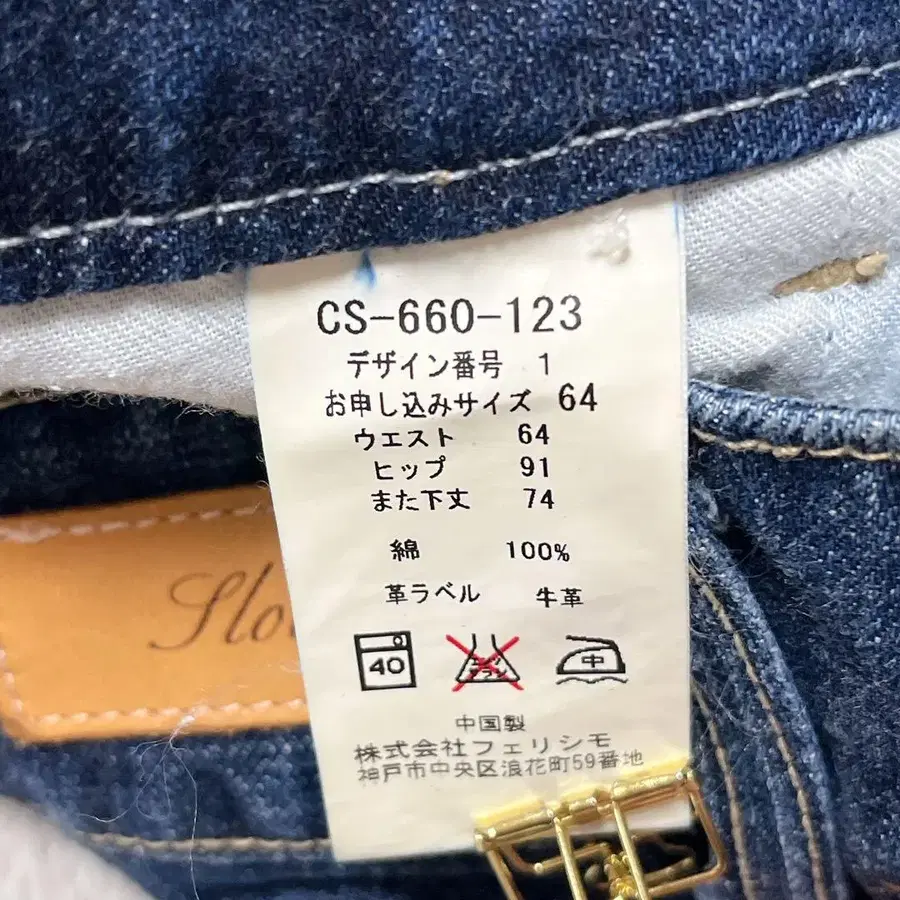 CS-660-123
デザイン番号 1
お申し込みサイズ 64
ウエスト 64
ヒップ 91
また下丈 74
綿 100%
革ラベル 牛革
40
中
中国製
株式会社フェリシモ
神戸市中央区浪花町59番地